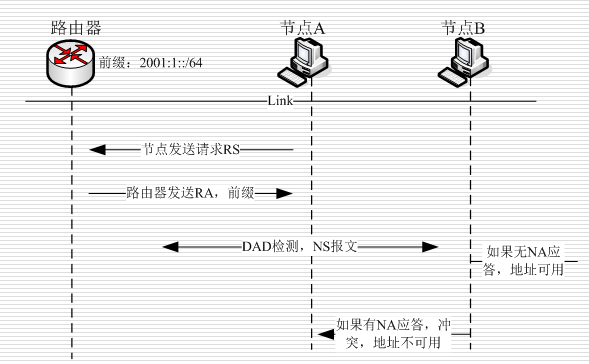 路由器
节点A
节点B
前缀：2001:1::/64
Link
节点发送请求RS
路由器发送RA，前缀
DAD检测，NS报文
如果无NA应
答，地址可用
如果有NA应答，冲
突，地址不可用